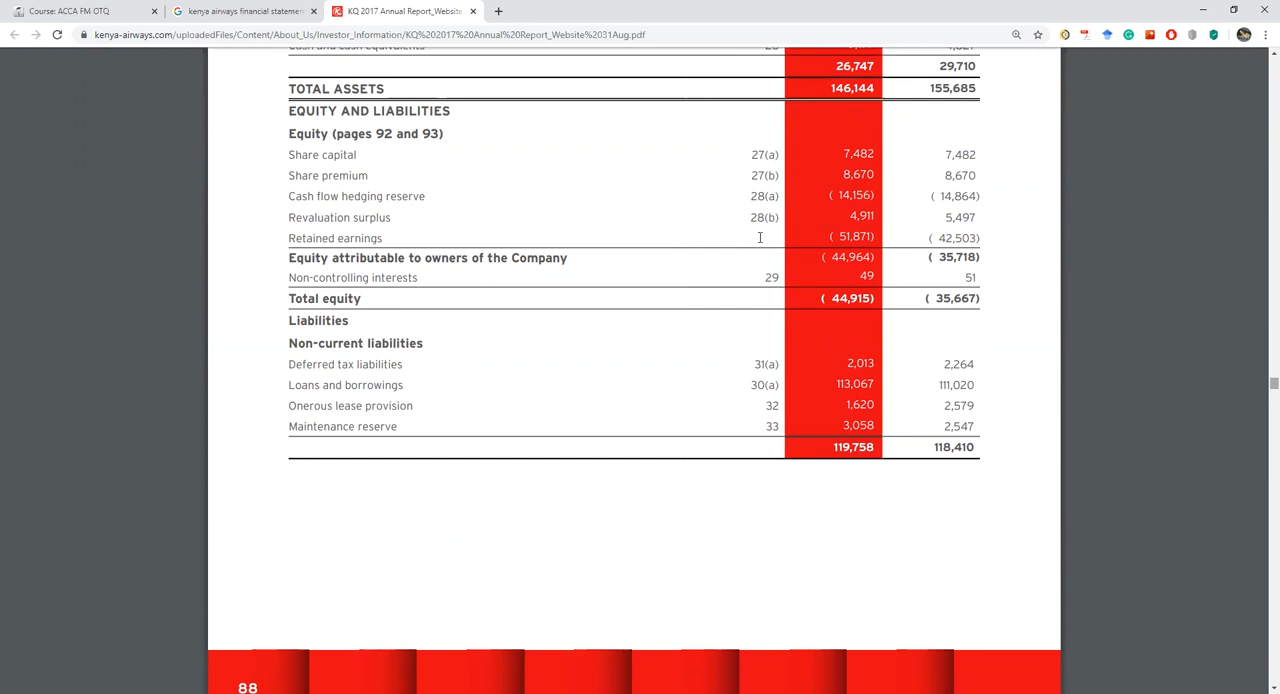 Course: ACCA FM OTQ
kenya airways financial statemen
KQ 2017 Annual Report_Website
kenya-airways.com/uploadedFiles/Content/About_Us/Investor_Information/KQ%202017%20Annual%20Report_Website%2031Aug.pdf
Cash and cash equivalents 28
26,747 29,710
TOTAL ASSETS 146,144 155,685
EQUITY AND LIABILITIES
Equity (pages 92 and 93)
Share capital 27(a) 7,482 7,482
Share premium 27(b) 8,670 8,670
Cash flow hedging reserve 28(a) ( 14,156) ( 14,864)
Revaluation surplus 28(b) 4,911 5,497
Retained earnings ( 51,871) ( 42,503)
Equity attributable to owners of the Company ( 44,964) ( 35,718)
Non-controlling interests 29 49 51
Total equity ( 44,915) ( 35,667)
Liabilities
Non-current liabilities
Deferred tax liabilities 31(a) 2,013 2,264
Loans and borrowings 30(a) 113,067 111,020
Onerous lease provision 32 1,620 2,579
Maintenance reserve 33 3,058 2,547
119,758 118,410
88